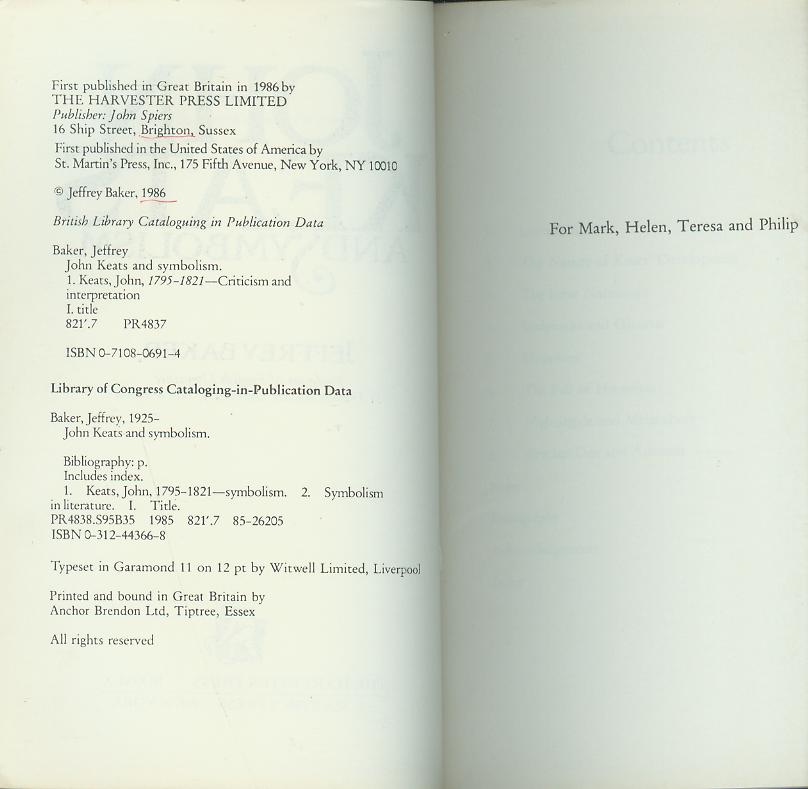 First published in Great Britain in 1986 by
THE HARVESTER PRESS LIMITED
Publisher: John Spiers
16 Ship Street, Brighton, Sussex
First published in the United States of America by
St. Martin's Press, Inc., 175 Fifth Avenue, New York, NY 10010
© Jeffrey Baker, 1986
British Library Cataloguing in Publication Data
Baker, Jeffrey
John Keats and symbolism.
1. Keats, John, 1795-1821—Criticism and
interpretation
I. title
821'.7 PR4837
ISBN 0-7108-0691-4
Library of Congress Cataloging-in-Publication Data
Baker, Jeffrey, 1925-
John Keats and symbolism.
Bibliography: p.
Includes index.
1. Keats, John, 1795-1821—symbolism. 2. Symbolism
in literature. I. Title.
PR4838.S95B35 1985 821'.7 85-26205
ISBN 0-312-44366-8
Typeset in Garamond 11 on 12 pt by Witwell Limited, Liverpool
Printed and bound in Great Britain by
Anchor Brendon Ltd, Tiptree, Essex
All rights reserved
For Mark, Helen, Teresa and Philip